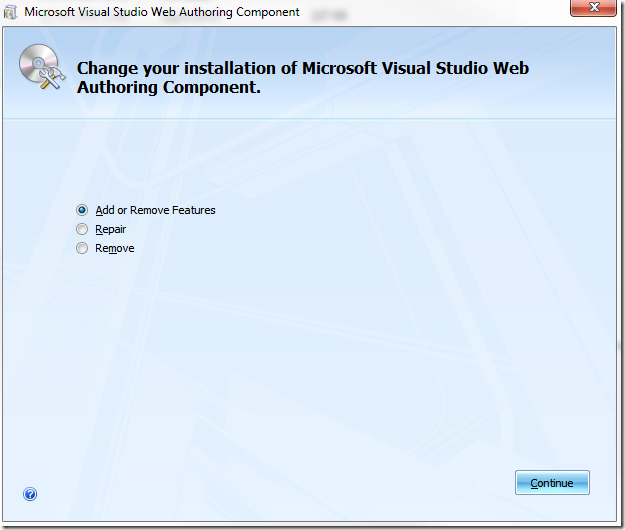 Microsoft Visual Studio Web Authoring Component
Change your installation of Microsoft Visual Studio Web
Authoring Component.
Add or Remove Features
Repair
Remove
Continue